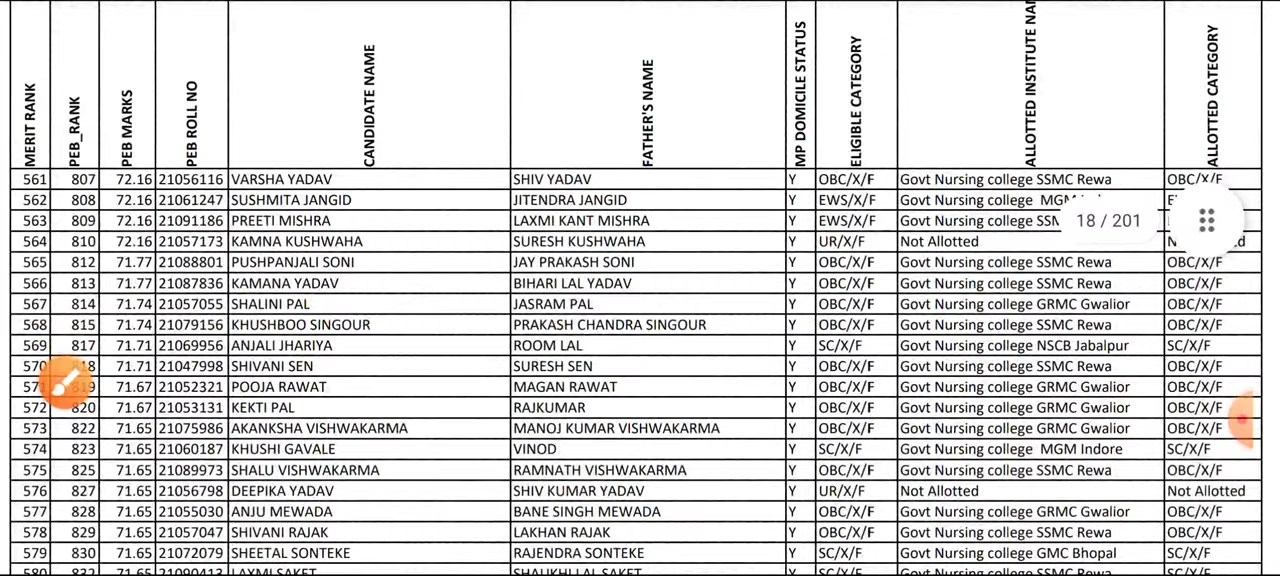 MERIT RANK PEB_RANK PEB MARKS PEB ROLL NO CANDIDATE NAME FATHER'S NAME MP DOMICILE STATUS ELIGIBLE CATEGORY ALLOTTED INSTITUTE ALLOTTED CATEGORY
561 807 72.16 21056116 VARSHA YADAV SHIV YADAV Y OBC/X/F Govt Nursing college SSMC Rewa OBC/X/F
562 808 72.16 21061247 SUSHMITA JANGID JITENDRA JANGID Y EWS/X/F Govt Nursing college
563 809 72.16 21091186 PREETI MISHRA LAXMI KANT MISHRA Y EWS/X/F Govt Nursing college 18 / 201
564 810 72.16 21057173 KAMNA KUSHWAHA SURESH KUSHWAHA Y UR/X/F Not Allotted
565 812 71.77 21088801 PUSHPANJALI SONI JAY PRAKASH SONI Y OBC/X/F Govt Nursing college SSMC Rewa OBC/X/F
566 813 71.77 21087836 KAMANA YADAV BIHARI LAL YADAV Y OBC/X/F Govt Nursing college SSMC Rewa OBC/X/F
567 814 71.74 21057055 SHALINI PAL JASRAM PAL Y OBC/X/F Govt Nursing college GRMC Gwalior OBC/X/F
568 815 71.74 21079156 KHUSHBOO SINGOUR PRAKASH CHANDRA SINGOUR Y OBC/X/F Govt Nursing college SSMC Rewa OBC/X/F
569 817 71.71 21069956 ANJALI JHARIYA ROOM LAL Y SC/X/F Govt Nursing college NSCB Jabalpur SC/X/F
570 71.71 21047998 SHIVANI SEN SURESH SEN Y OBC/X/F Govt Nursing college SSMC Rewa OBC/X/F
571 819 71.67 21052321 POOJA RAWAT MAGAN RAWAT Y OBC/X/F Govt Nursing college GRMC Gwalior OBC/X/F
572 820 71.67 21053131 KEKTI PAL RAJKUMAR Y OBC/X/F Govt Nursing college GRMC Gwalior OBC/X/F
573 822 71.65 21075986 AKANKSHA VISHWAKARMA MANOJ KUMAR VISHWAKARMA Y OBC/X/F Govt Nursing college GRMC Gwalior OBC/X/F
574 823 71.65 21060187 KHUSHI GAVALE VINOD Y SC/X/F Govt Nursing college MGM Indore SC/X/F
575 825 71.65 21089973 SHALU VISHWAKARMA RAMNATH VISHWAKARMA Y OBC/X/F Govt Nursing college SSMC Rewa OBC/X/F
576 827 71.65 21056798 DEEPIKA YADAV SHIV KUMAR YADAV Y UR/X/F Not Allotted Not Allotted
577 828 71.65 21055030 ANJU MEWADA BANE SINGH MEWADA Y OBC/X/F Govt Nursing college GRMC Gwalior OBC/X/F
578 829 71.65 21057047 SHIVANI RAJAK LAKHAN RAJAK Y OBC/X/F Govt Nursing college SSMC Rewa OBC/X/F
579 830 71.65 21072079 SHEETAL SONTEKE RAJENDRA SONTEKE Y SC/X/F Govt Nursing college GMC Bhopal SC/X/F